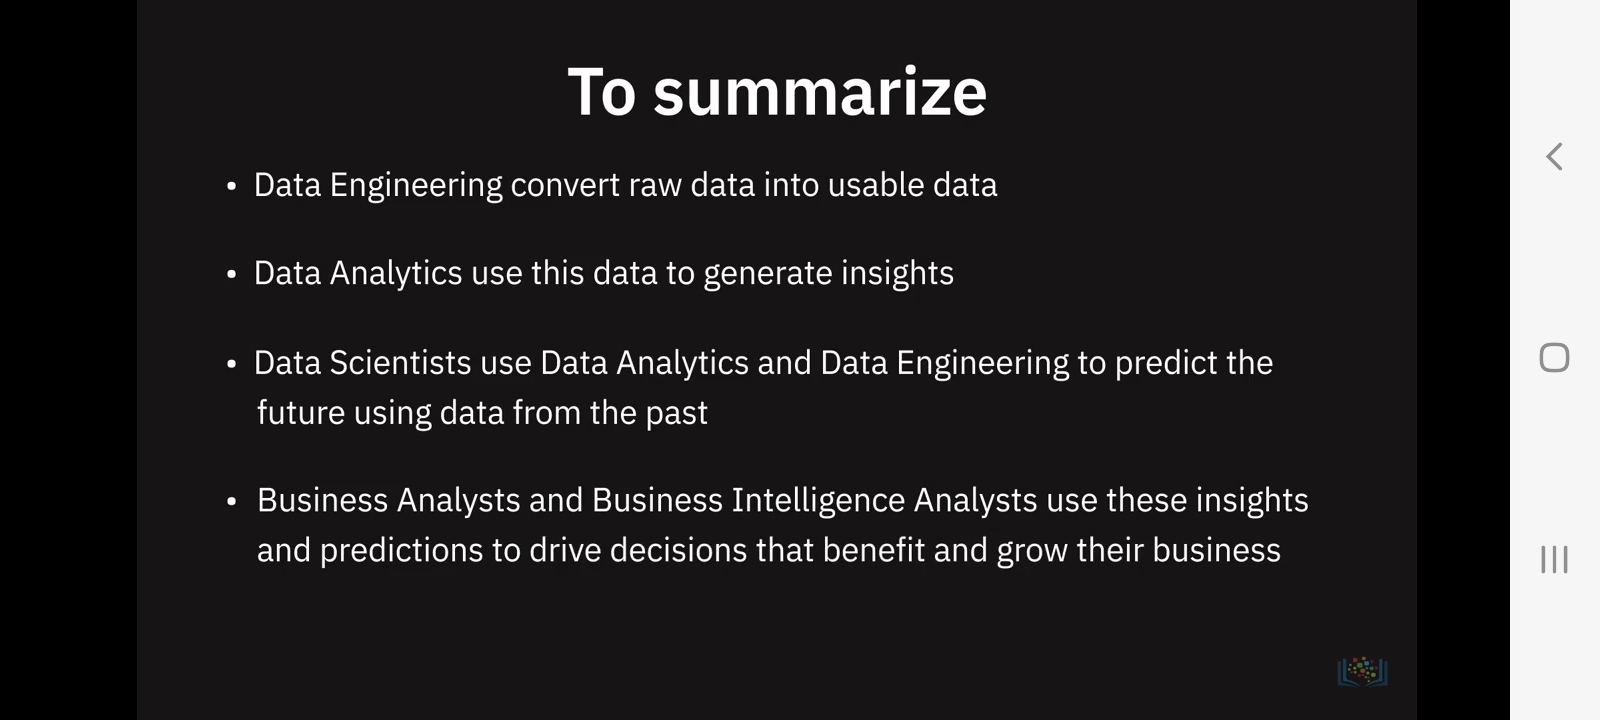 To summarize
• Data Engineering convert raw data into usable data
• Data Analytics use this data to generate insights
• Data Scientists use Data Analytics and Data Engineering to predict the
future using data from the past
• Business Analysts and Business Intelligence Analysts use these insights
and predictions to drive decisions that benefit and grow their business